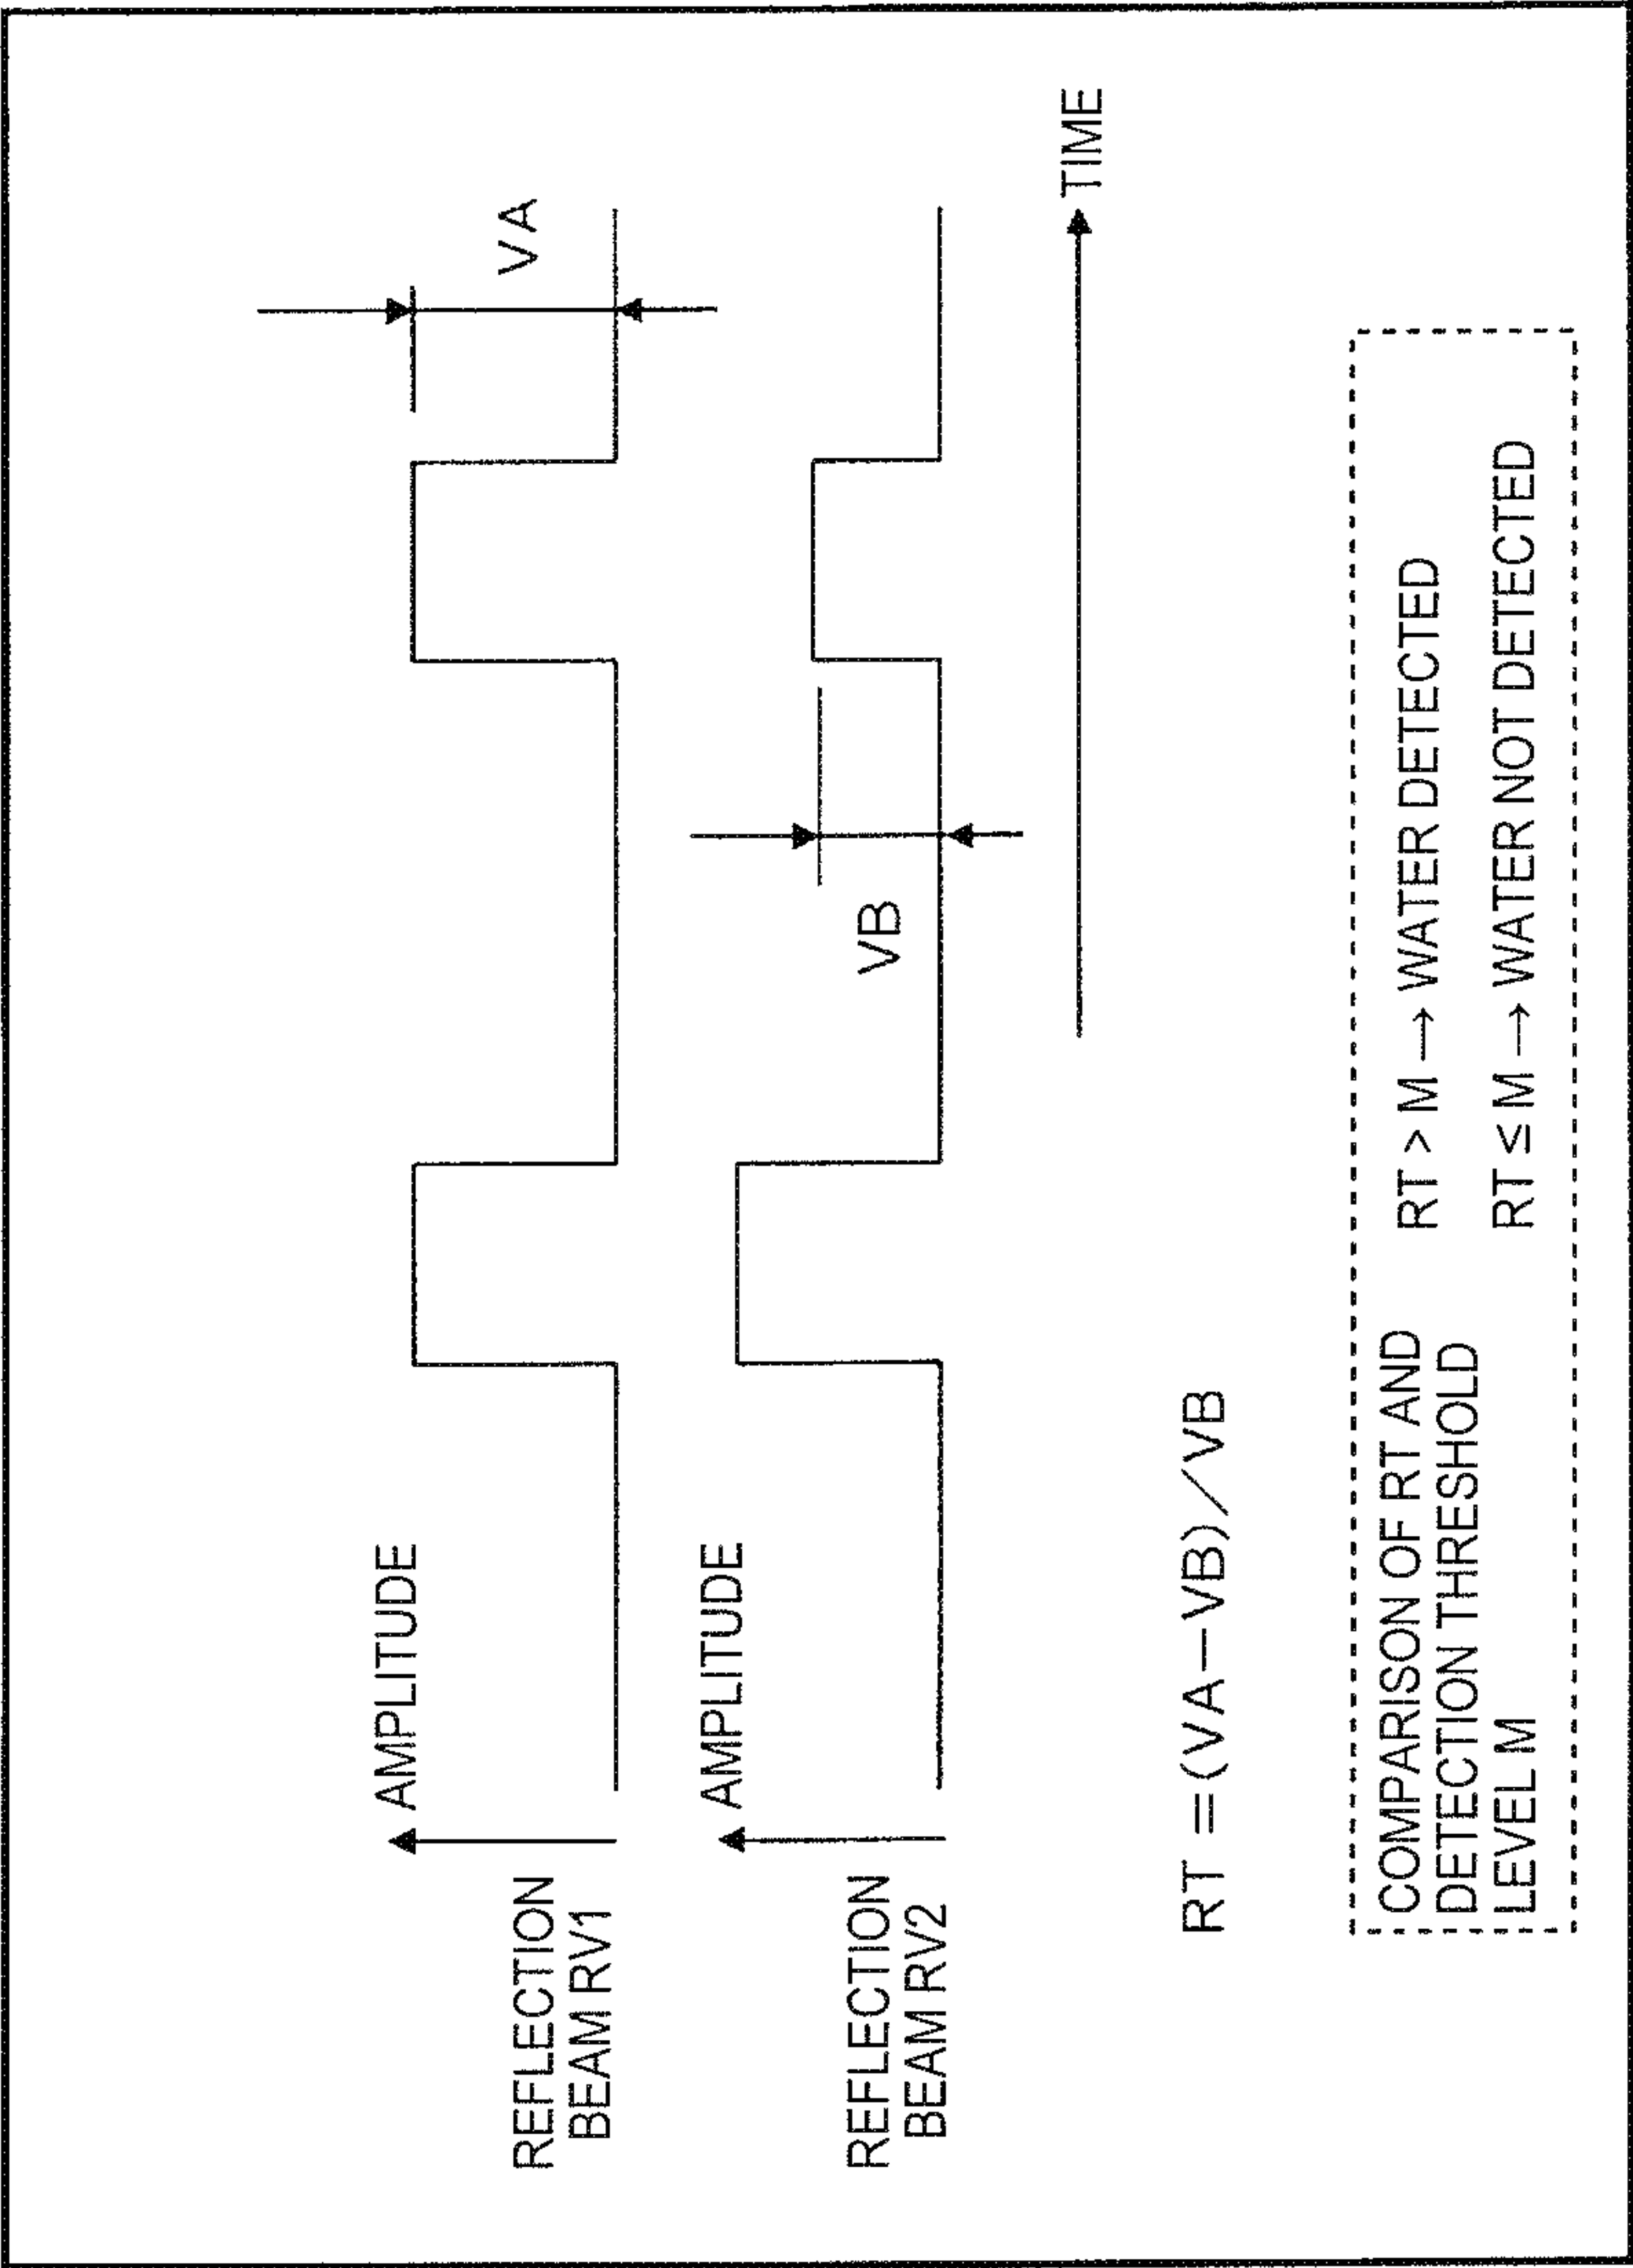 AMPLITUDE
VA
REFLECTION
BEAM RV1
AMPLITUDE
VB
REFLECTION
BEAM RV2
TIME
RT =(VA−VB)/VB
COMPARISON OF RT AND
DETECTION THRESHOLD
LEVEL M
RT > M → WATER DETECTED
RT ≤ M → WATER NOT DETECTED